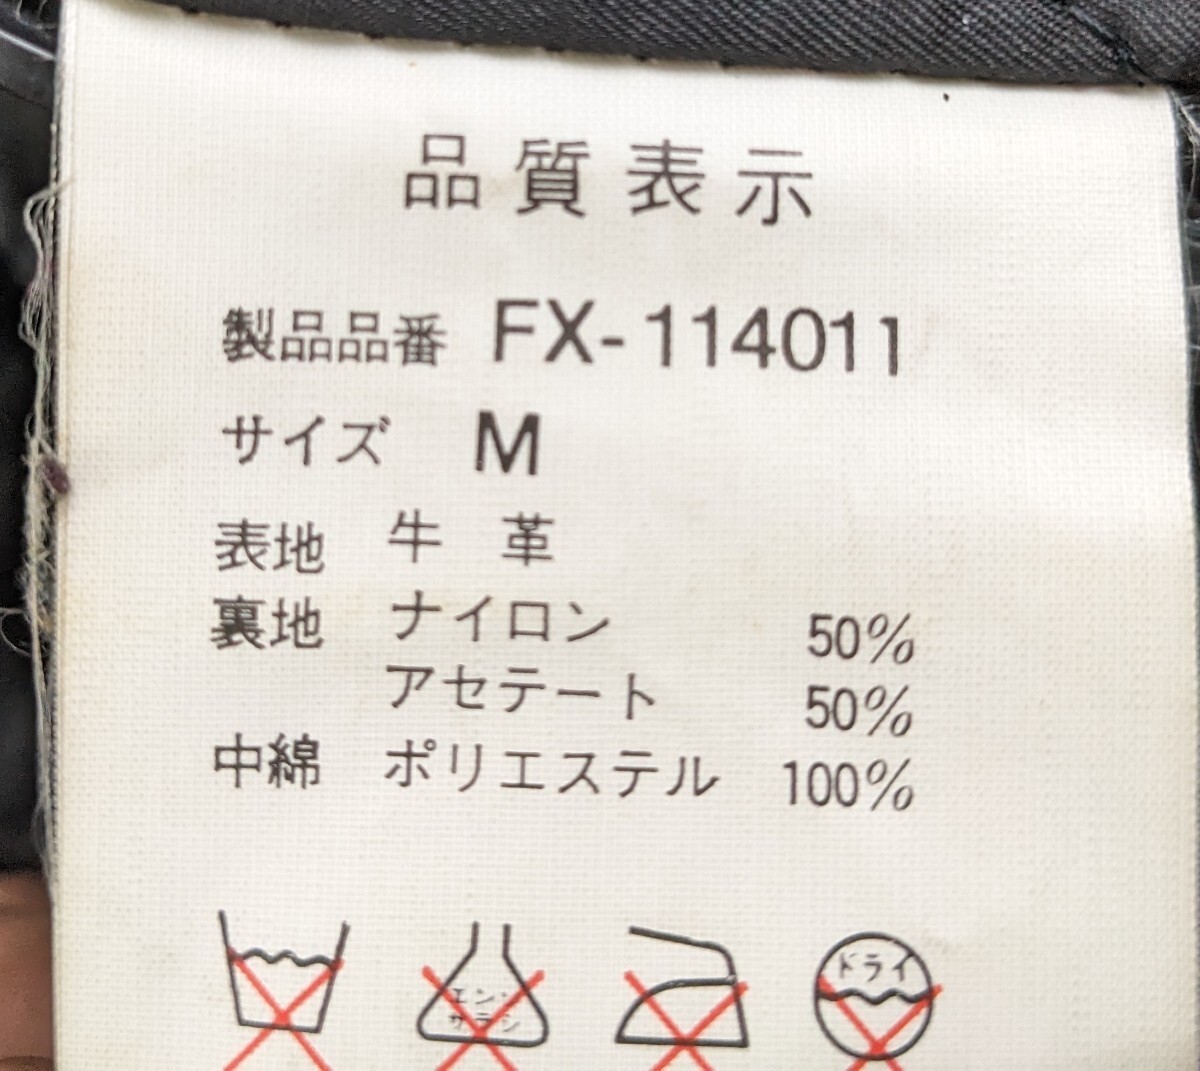 品質表示
製品品番 FX-114011
サイズ M
表地 牛革
裏地 ナイロン 50%
アセテート 50%
中綿 ポリエステル 100%
エンソ
サラシ
ドライ